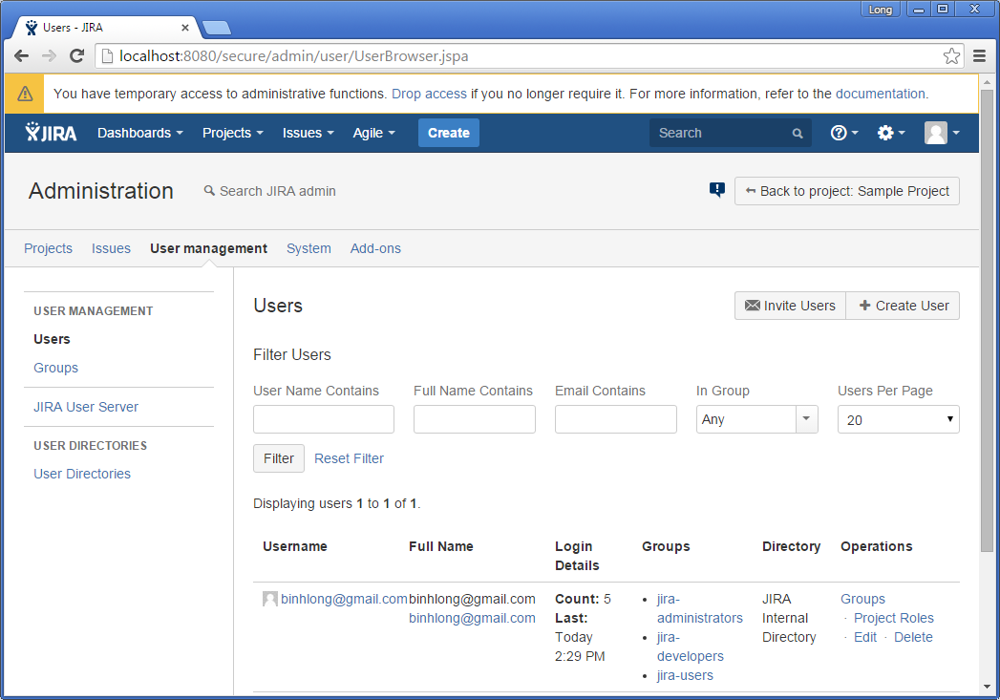 Long
Users - JIRA
localhost:8080/secure/admin/user/UserBrowser.jspa
You have temporary access to administrative functions. Drop access if you no longer require it. For more information, refer to the documentation.
JIRA Dashboards Projects Issues Agile Create Search
Administration Search JIRA admin Back to project: Sample Project
Projects Issues User management System Add-ons
USER MANAGEMENT
Users
Groups
JIRA User Server
USER DIRECTORIES
User Directories
Users Invite Users Create User
Filter Users
User Name Contains Full Name Contains Email Contains In Group Users Per Page
Any 20
Filter Reset Filter
Displaying users 1 to 1 of 1.
Username Full Name Login Groups Directory Operations
Details
binhlong@gmail.com binhlong@gmail.com Count: 5 • jira- JIRA Groups
binhlong@gmail.com Last: administrators Internal · Project Roles
Today • jira- Directory · Edit · Delete
2:29 PM developers
• jira-users